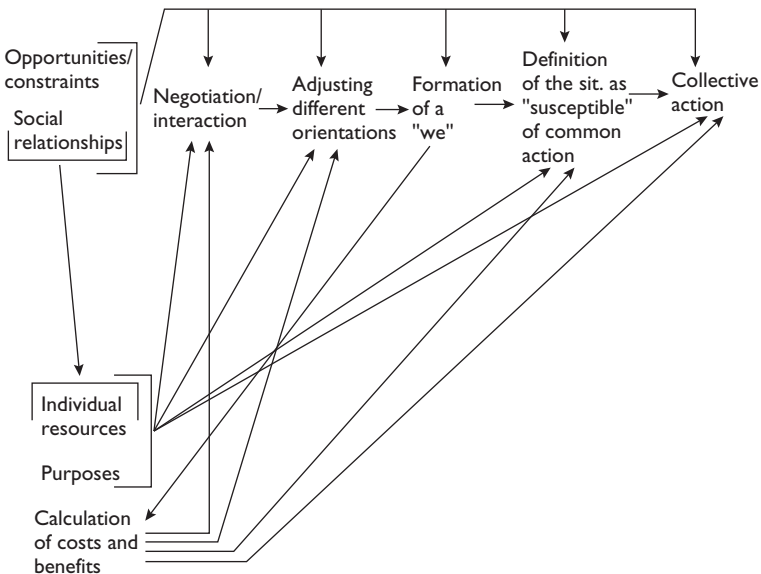 Opportunities/
constraints
Social
relationships
Negotiation/
interaction
Adjusting
different
orientations
Formation
of a
"we"
Definition
of the sit. as
"susceptible"
of common
action
Collective
action
Individual
resources
Purposes
Calculation
of costs and
benefits